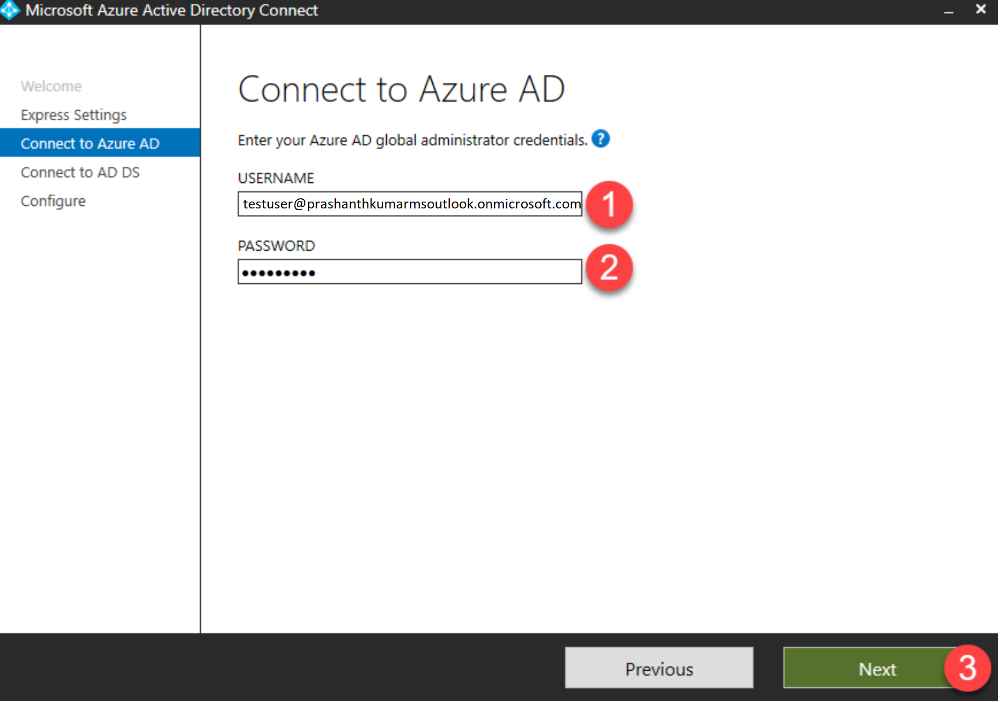 Microsoft Azure Active Directory Connect
Welcome
Express Settings
Connect to Azure AD
Connect to AD DS
Configure
Connect to Azure AD
Enter your Azure AD global administrator credentials. ?
USERNAME
testuser@prashanthkumarmsoutlook.onmicrosoft.com
1
PASSWORD
•••••••••
2
Previous
Next
3